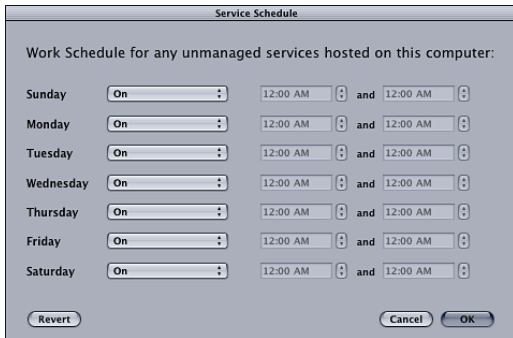 Service Schedule
Work Schedule for any unmanaged services hosted on this computer:
Sunday On 12:00 AM and 12:00 AM
Monday On 12:00 AM and 12:00 AM
Tuesday On 12:00 AM and 12:00 AM
Wednesday On 12:00 AM and 12:00 AM
Thursday On 12:00 AM and 12:00 AM
Friday On 12:00 AM and 12:00 AM
Saturday On 12:00 AM and 12:00 AM
Revert Cancel OK